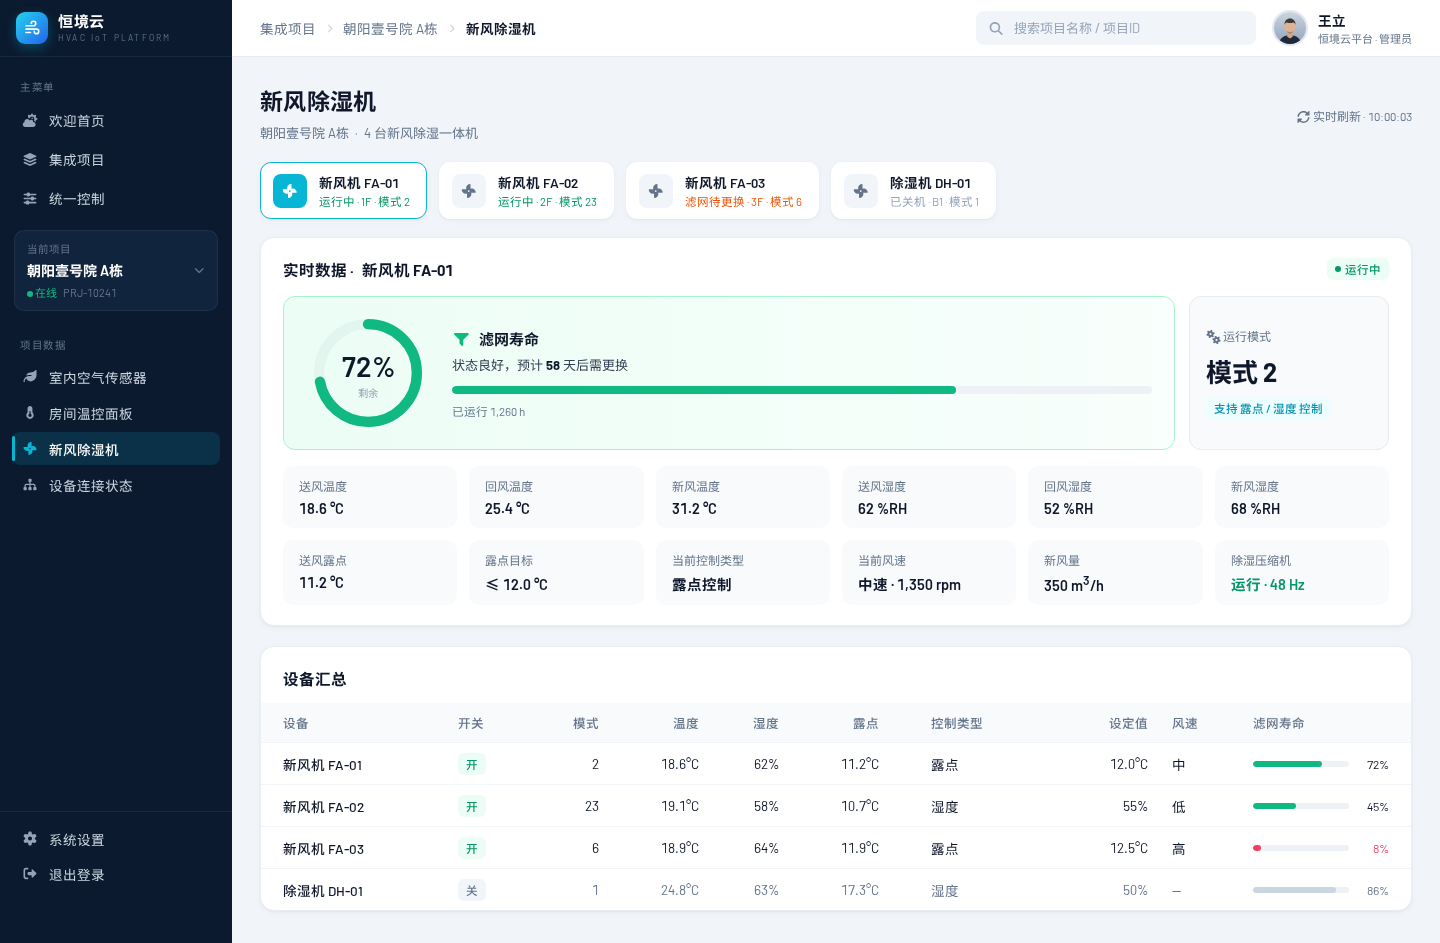 恒境云
HVAC IoT PLATFORM
主菜单
欢迎首页
集成项目
统一控制
当前项目
朝阳壹号院 A栋
在线 PRJ-10241
项目数据
室内空气传感器
房间温控面板
新风除湿机
设备连接状态
系统设置
退出登录
集成项目 朝阳壹号院 A栋 新风除湿机
搜索项目名称 / 项目ID
王立
恒境云平台 · 管理员
新风除湿机
朝阳壹号院 A栋 · 4 台新风除湿一体机
实时刷新 · 10:00:03
新风机 FA-01
运行中 · 1F · 模式 2
新风机 FA-02
运行中 · 2F · 模式 23
新风机 FA-03
滤网待更换 · 3F · 模式 6
除湿机 DH-01
已关机 · B1 · 模式 1
实时数据 · 新风机 FA-01
运行中
72%
剩余
滤网寿命
状态良好，预计 58 天后需更换
已运行 1,260 h
运行模式
模式 2
支持 露点 / 湿度 控制
送风温度 回风温度 新风温度 送风湿度 回风湿度 新风湿度
18.6 °C 25.4 °C 31.2 °C 62 %RH 52 %RH 68 %RH
送风露点 露点目标 当前控制类型 当前风速 新风量 除湿压缩机
11.2 °C ≤ 12.0 °C 露点控制 中速 · 1,350 rpm 350 m³/h 运行 · 48 Hz
设备汇总
设备 开关 模式 温度 湿度 露点 控制类型 设定值 风速 滤网寿命
新风机 FA-01 开 2 18.6°C 62% 11.2°C 露点 12.0°C 中 72%
新风机 FA-02 开 23 19.1°C 58% 10.7°C 湿度 55% 低 45%
新风机 FA-03 开 6 18.9°C 64% 11.9°C 露点 12.5°C 高 8%
除湿机 DH-01 关 1 24.8°C 63% 17.3°C 湿度 50% — 86%